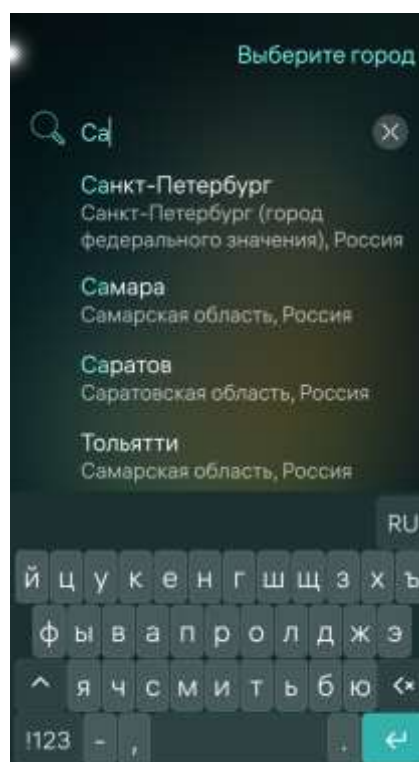 Выберите город
Са
Санкт-Петербург
Санкт-Петербург (город
федерального значения), Россия
Самара
Самарская область, Россия
Саратов
Саратовская область, Россия
Тольятти
Самарская область, Россия
RU
й ц у к е н г ш щ з х ъ
ф ы в а п р о л д ж э
я ч с м и т ь б ю
!123 - , .